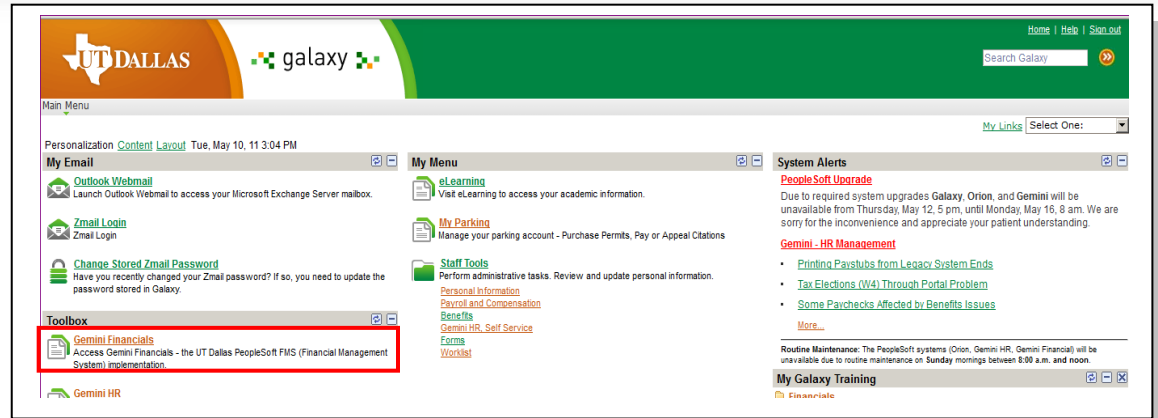 Home | Help | Sign out
UT DALLAS
galaxy
Search Galaxy
Main Menu
My Links Select One:
Personalization Content Layout Tue, May 10, 11 3:04 PM
My Email
Outlook Webmail
Launch Outlook Webmail to access your Microsoft Exchange Server mailbox.
Zmail Login
Zmail Login
Change Stored Zmail Password
Have you recently changed your Zmail password? If so, you need to update the
password stored in Galaxy.
Toolbox
Gemini Financials
Access Gemini Financials - the UT Dallas PeopleSoft FMS (Financial Management
System) implementation.
Gemini HR
My Menu
eLearning
Visit eLearning to access your academic information.
My Parking
Manage your parking account - Purchase Permits, Pay or Appeal Citations
Staff Tools
Perform administrative tasks. Review and update personal information.
Personal Information
Payroll and Compensation
Benefits
Gemini HR, Self Service
Forms
Worklist
System Alerts
PeopleSoft Upgrade
Due to required system upgrades Galaxy, Orion, and Gemini will be
unavailable from Thursday, May 12, 5 pm, until Monday, May 16, 8 am. We are
sorry for the inconvenience and appreciate your patient understanding.
Gemini - HR Management
• Printing Paystubs from Legacy System Ends
• Tax Elections (W4) Through Portal Problem
• Some Paychecks Affected by Benefits Issues
More...
Routine Maintenance: The PeopleSoft systems (Orion, Gemini HR, Gemini Financial) will be
unavailable due to routine maintenance on Sunday mornings between 8:00 a.m. and noon.
My Galaxy Training
Financials